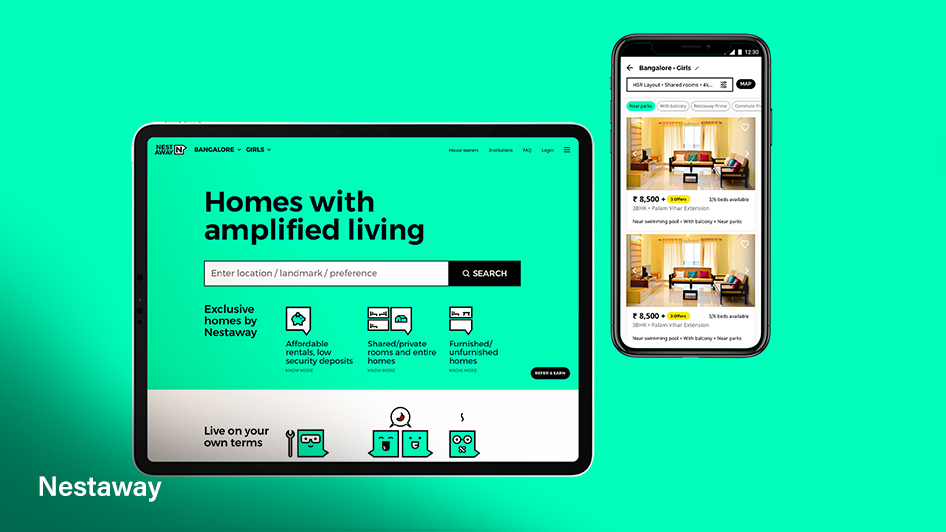 NEST
AWAY N
BANGALORE GIRLS
House owners Institutions FAQ Login
Homes with
amplified living
Enter location / landmark / preference
SEARCH
Exclusive
homes by
Nestaway
Affordable
rentals, low
security deposits
KNOW MORE
Shared/private
rooms and entire
homes
KNOW MORE
Furnished/
unfurnished
homes
KNOW MORE
REFER & EARN
Live on your
own terms
12:30
Bangalore • Girls
HSR Layout • Shared rooms • 4k...
MAP
Near parks With balcony Nestaway Prime Commute
₹ 8,500 + 3 Offers 3/6 beds available
3BHK • Palam Vihar Extension
Near swimming pool • With balcony • Near parks
₹ 8,500 + 3 Offers 3/6 beds available
3BHK • Palam Vihar Extension
Near swimming pool • With balcony • Near parks
Nestaway